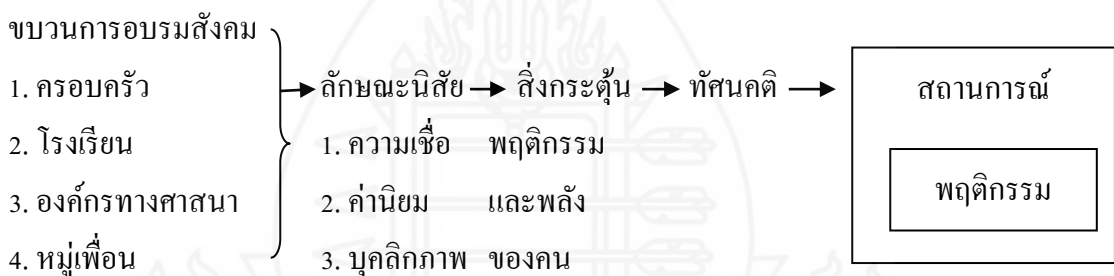 ขบวนการอบรมสังคม
1. ครอบครัว ลักษณะนิสัย สิ่งกระตุ้น ทัศนคติ สถานการณ์
2. โรงเรียน 1. ความเชื่อ พฤติกรรม
3. องค์กรทางศาสนา 2. ค่านิยม และพลัง พฤติกรรม
4. หมู่เพื่อน 3. บุคลิกภาพ ของคน